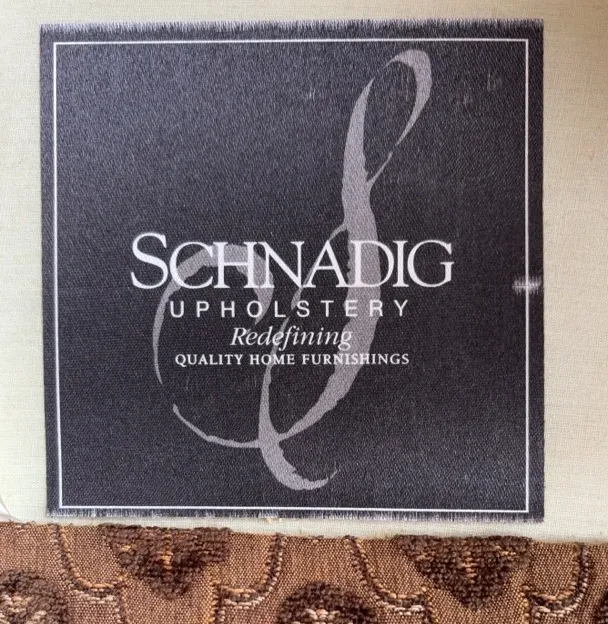 SCHNADIG
UPHOLSTERY
Redefining
QUALITY HOME FURNISHINGS